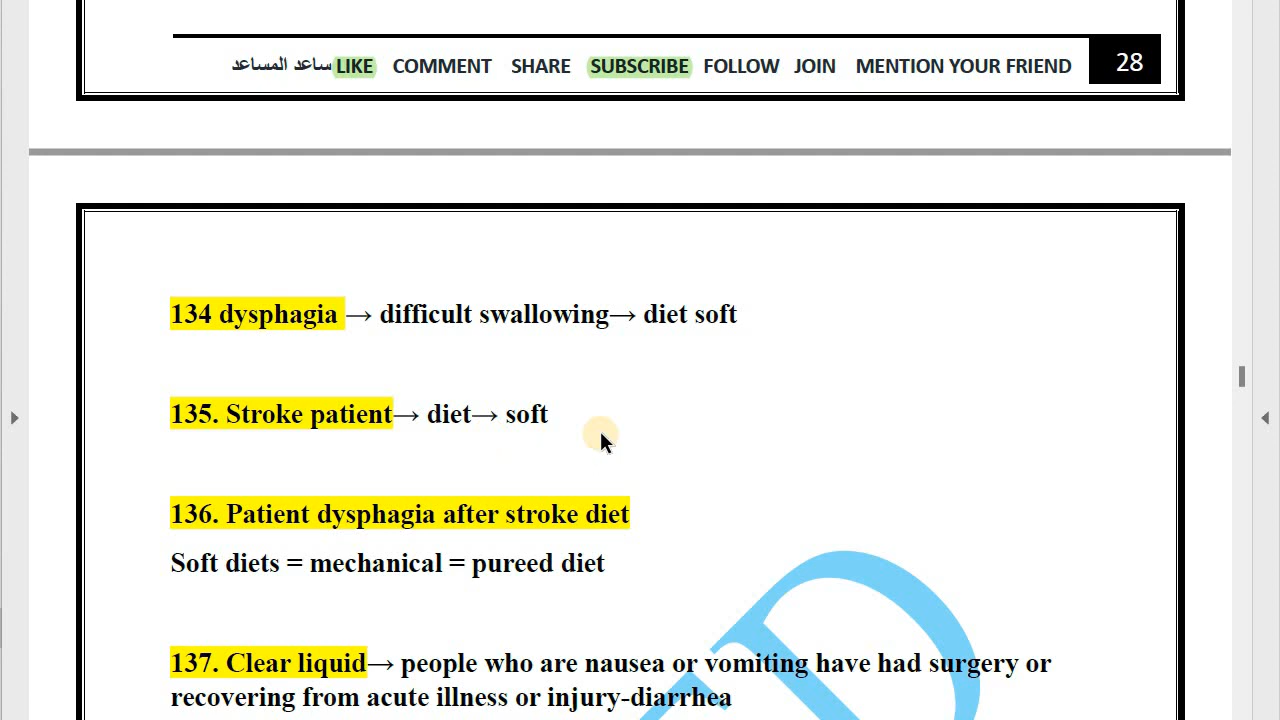 ساعد المساعد LIKE COMMENT SHARE SUBSCRIBE FOLLOW JOIN MENTION YOUR FRIEND 28
134 dysphagia → difficult swallowing→ diet soft
135. Stroke patient→ diet→ soft
136. Patient dysphagia after stroke diet
Soft diets = mechanical = pureed diet
137. Clear liquid→ people who are nausea or vomiting have had surgery or
recovering from acute illness or injury-diarrhea